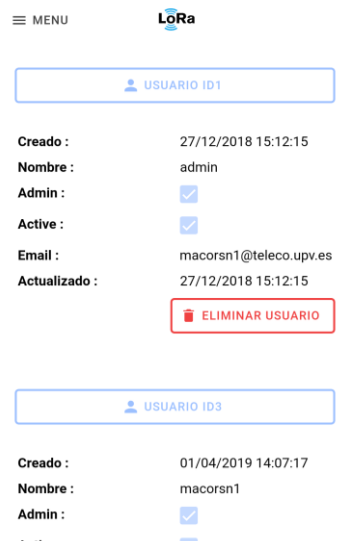 MENU
LoRa
USUARIO ID1
Creado : 27/12/2018 15:12:15
Nombre : admin
Admin :
Active :
Email : macorsn1@teleco.upv.es
Actualizado : 27/12/2018 15:12:15
ELIMINAR USUARIO
USUARIO ID3
Creado : 01/04/2019 14:07:17
Nombre : macorsn1
Admin :